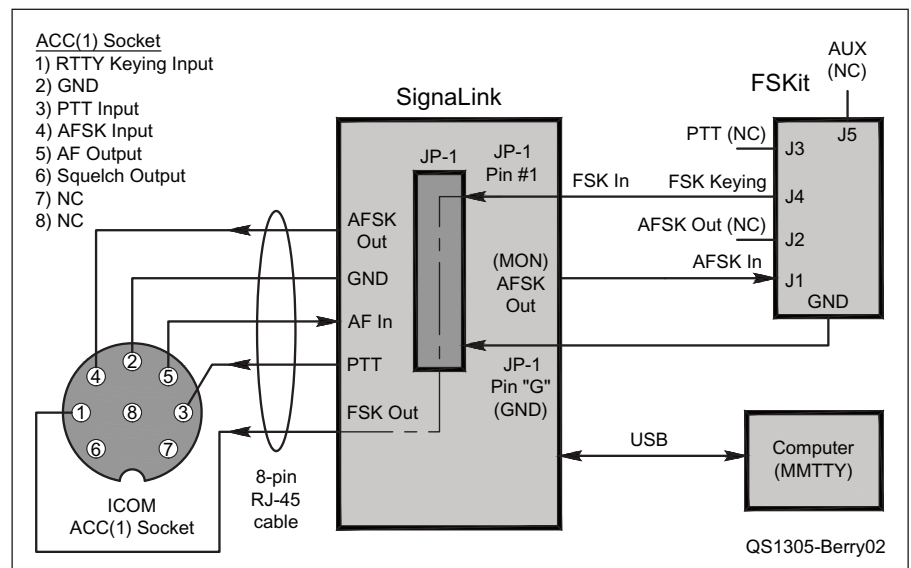 ACC(1) Socket
1) RTTY Keying Input
2) GND
3) PTT Input
4) AFSK Input
5) AF Output
6) Squelch Output
7) NC
8) NC
SignaLink
JP-1
JP-1
Pin #1
FSK In
FSK Keying
FSKit
AUX
(NC)
J5
PTT (NC)
J3
J4
AFSK Out (NC)
J2
AFSK In
J1
GND
(MON)
AFSK
Out
JP-1
Pin "G"
(GND)
AFSK
Out
GND
AF In
PTT
FSK Out
4
2
5
1
8
3
6
7
ICOM
ACC(1) Socket
8-pin
RJ-45
cable
USB
Computer
(MMTTY)
QS1305-Berry02